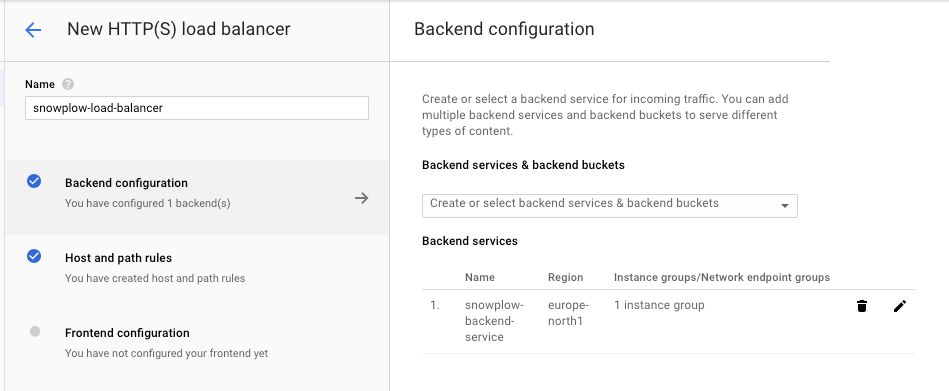 New HTTP(S) load balancer
Name ?
snowplow-load-balancer
Backend configuration
You have configured 1 backend(s)
Host and path rules
You have created host and path rules
Frontend configuration
You have not configured your frontend yet
Backend configuration
Create or select a backend service for incoming traffic. You can add
multiple backend services and backend buckets to serve different
types of content.
Backend services & backend buckets
Create or select backend services & backend buckets
Backend services
Name Region Instance groups/Network endpoint groups
1. snowplow- europe- 1 instance group
backend- north1
service